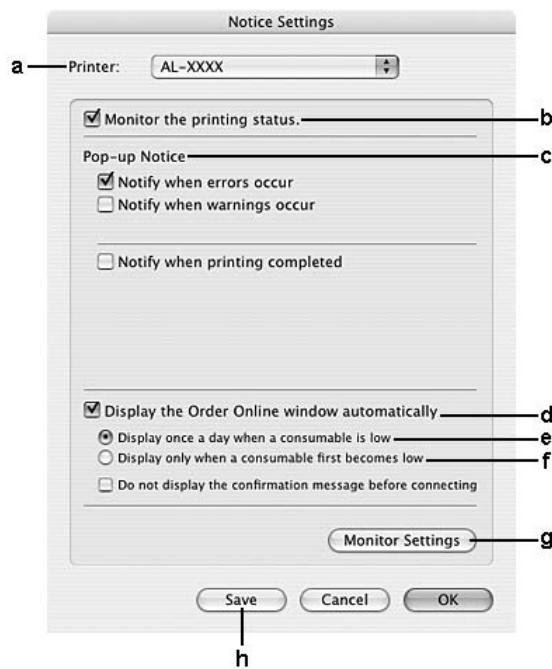 Notice Settings
a Printer: AL-XXXX
Monitor the printing status. b
Pop-up Notice c
Notify when errors occur
Notify when warnings occur
Notify when printing completed
Display the Order Online window automatically d
Display once a day when a consumable is low e
Display only when a consumable first becomes low f
Do not display the confirmation message before connecting
Monitor Settings g
Save Cancel OK
h